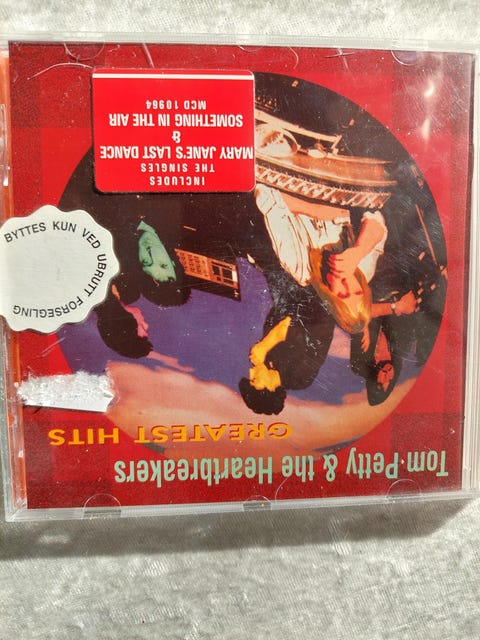 Tom Petty & the Heartbreakers
GREATEST HITS
INCLUDES
THE SINGLES
MARY JANE'S LAST DANCE
&
SOMETHING IN THE AIR
MCD 10964
BYTTES KUN VED UBRUTT FORSEGLING